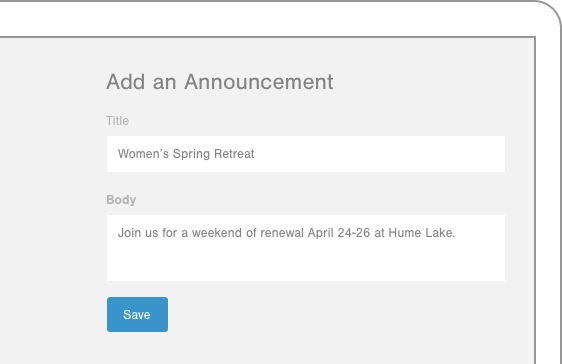 Add an Announcement
Title
Women's Spring Retreat
Body
Join us for a weekend of renewal April 24-26 at Hume Lake.
Save